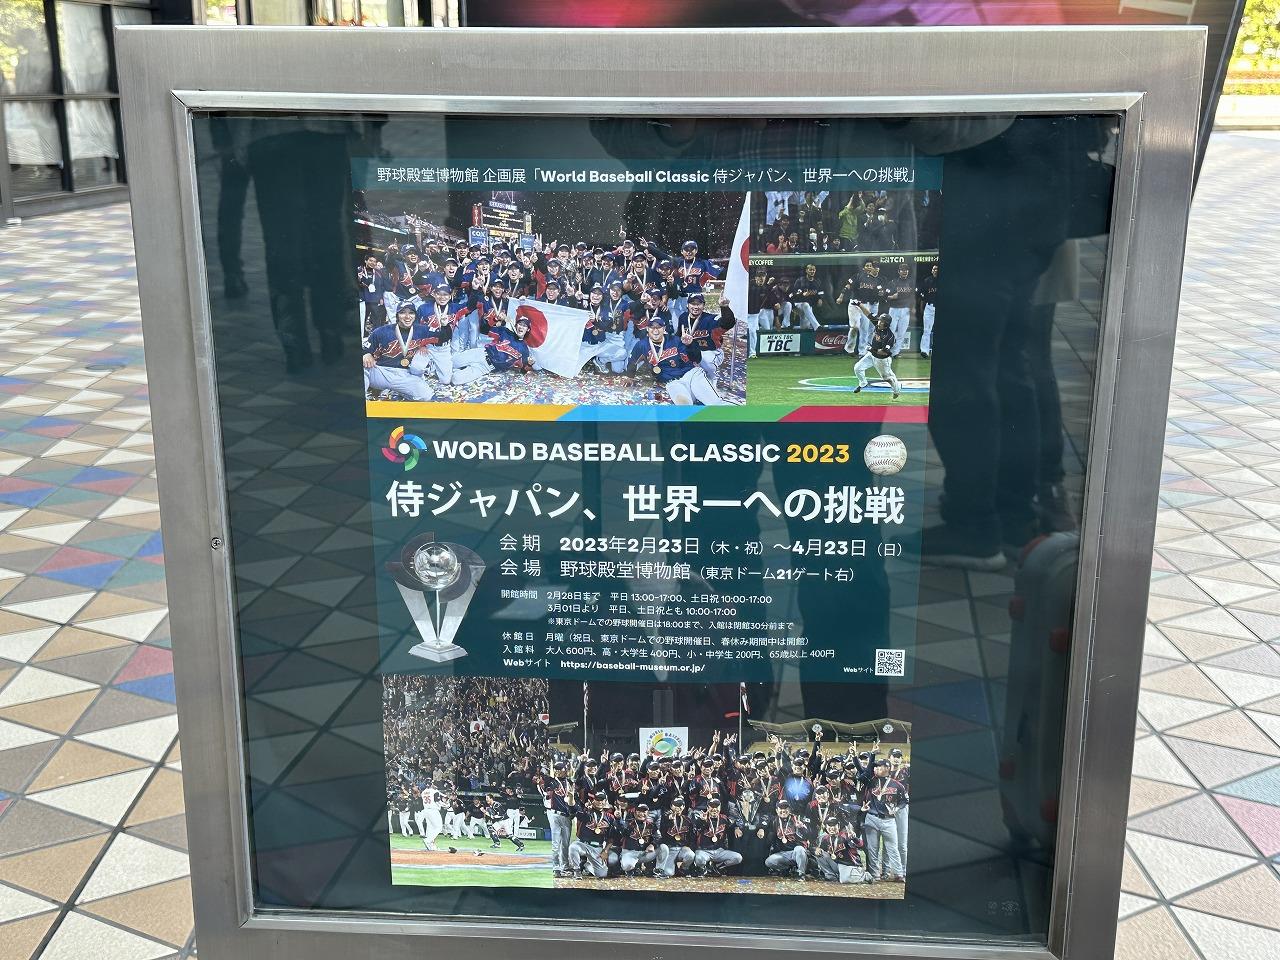 野球殿堂博物館 企画展「World Baseball Classic 侍ジャパン、世界一への挑戦」
MEN'S TBC
TBC
Coca-Cola
WORLD BASEBALL CLASSIC 2023
侍ジャパン、世界一への挑戦
会期 2023年2月23日（木・祝）〜4月23日（日）
会場 野球殿堂博物館（東京ドーム21ゲート右）
開館時間 2月28日まで 平日 13:00-17:00、土日祝 10:00-17:00
3月01日より 平日、土日祝とも 10:00-17:00
※東京ドームでの野球開催日は18:00まで、入館は閉館30分前まで
休館日 月曜（祝日、東京ドームでの野球開催日、春休み期間中は開館）
入館料 大人 600円、高・大学生 400円、小・中学生 200円、65歳以上 400円
Webサイト https://baseball-museum.or.jp/
Webサイト